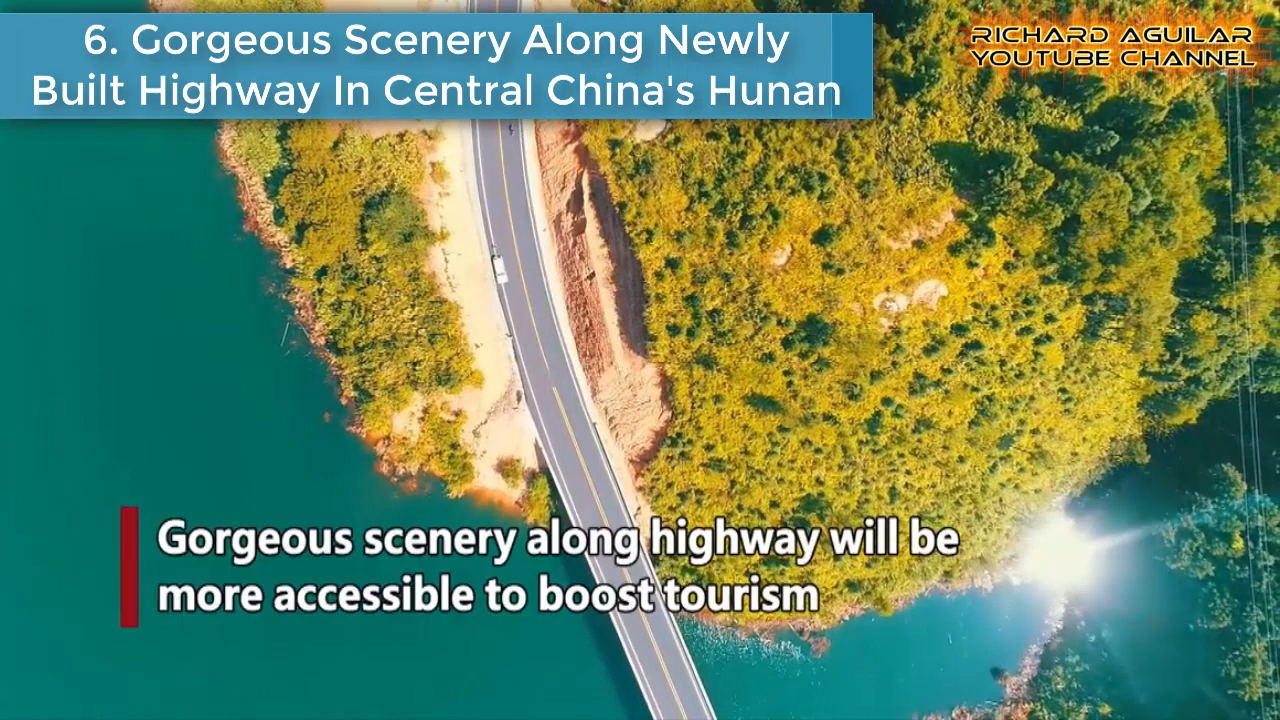 6. Gorgeous Scenery Along Newly
Built Highway In Central China's Hunan
RICHARD AGUILAR
YOUTUBE CHANNEL
Gorgeous scenery along highway will be
more accessible to boost tourism